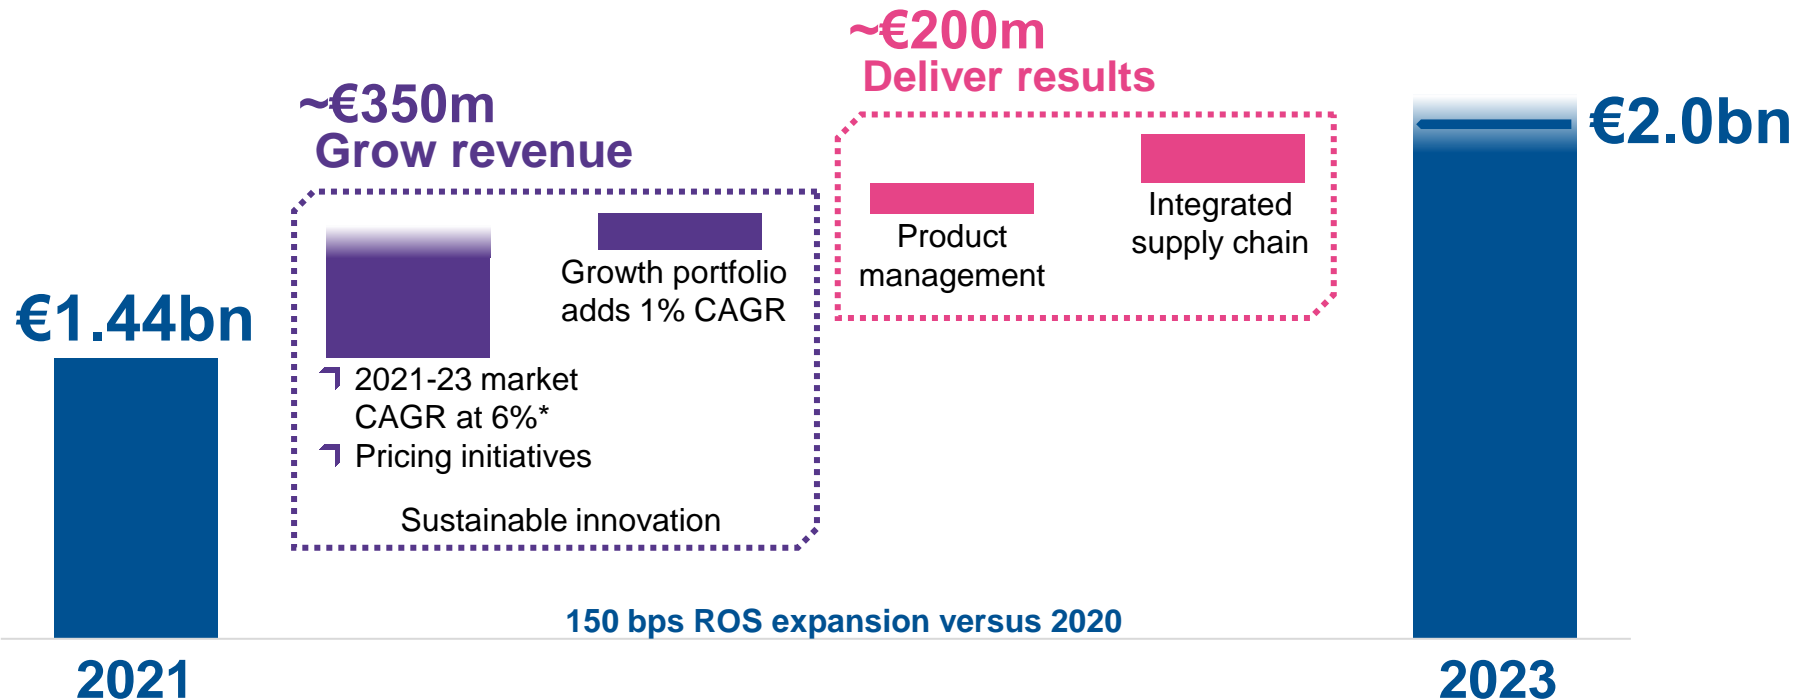 ~€200m
Deliver results
~€350m
Grow revenue
€2.0bn
Integrated
supply chain
Product
management
Growth portfolio
adds 1% CAGR
€1.44bn
2021-23 market
CAGR at 6%*
Pricing initiatives
Sustainable innovation
150 bps ROS expansion versus 2020
2021
2023